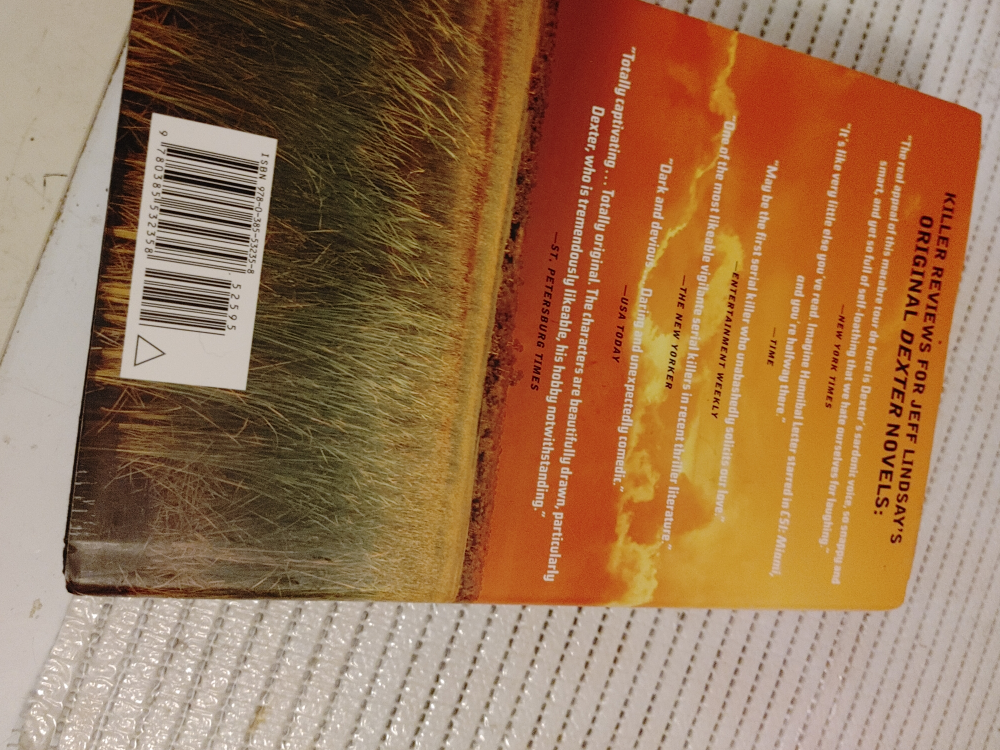 KILLER REVIEWS FOR JEFF LINDSAY'S
ORIGINAL DEXTER NOVELS:
"The real appeal of this macabre tour de force is Dexter's sardonic voice, so snappy and
smart, and yet so full of self-loathing that we hate ourselves for laughing."
—NEW YORK TIMES
"It's like very little else you've read. Imagine Hannibal Lecter starred in CSI: Miami,
and you're halfway there."
—TIME
"May be the first serial killer who unabashedly solicits our love."
—ENTERTAINMENT WEEKLY
"One of the most likeable vigilante serial killers in recent thriller literature."
—THE NEW YORKER
"Dark and devious. Daring and unexpectedly comedic."
—USA TODAY
"Totally captivating . . . Totally original. The characters are beautifully drawn, particularly
Dexter, who is tremendously likeable, his hobby notwithstanding."
—ST. PETERSBURG TIMES
ISBN 978-0-385-53235-8
52595
9 780385 532358